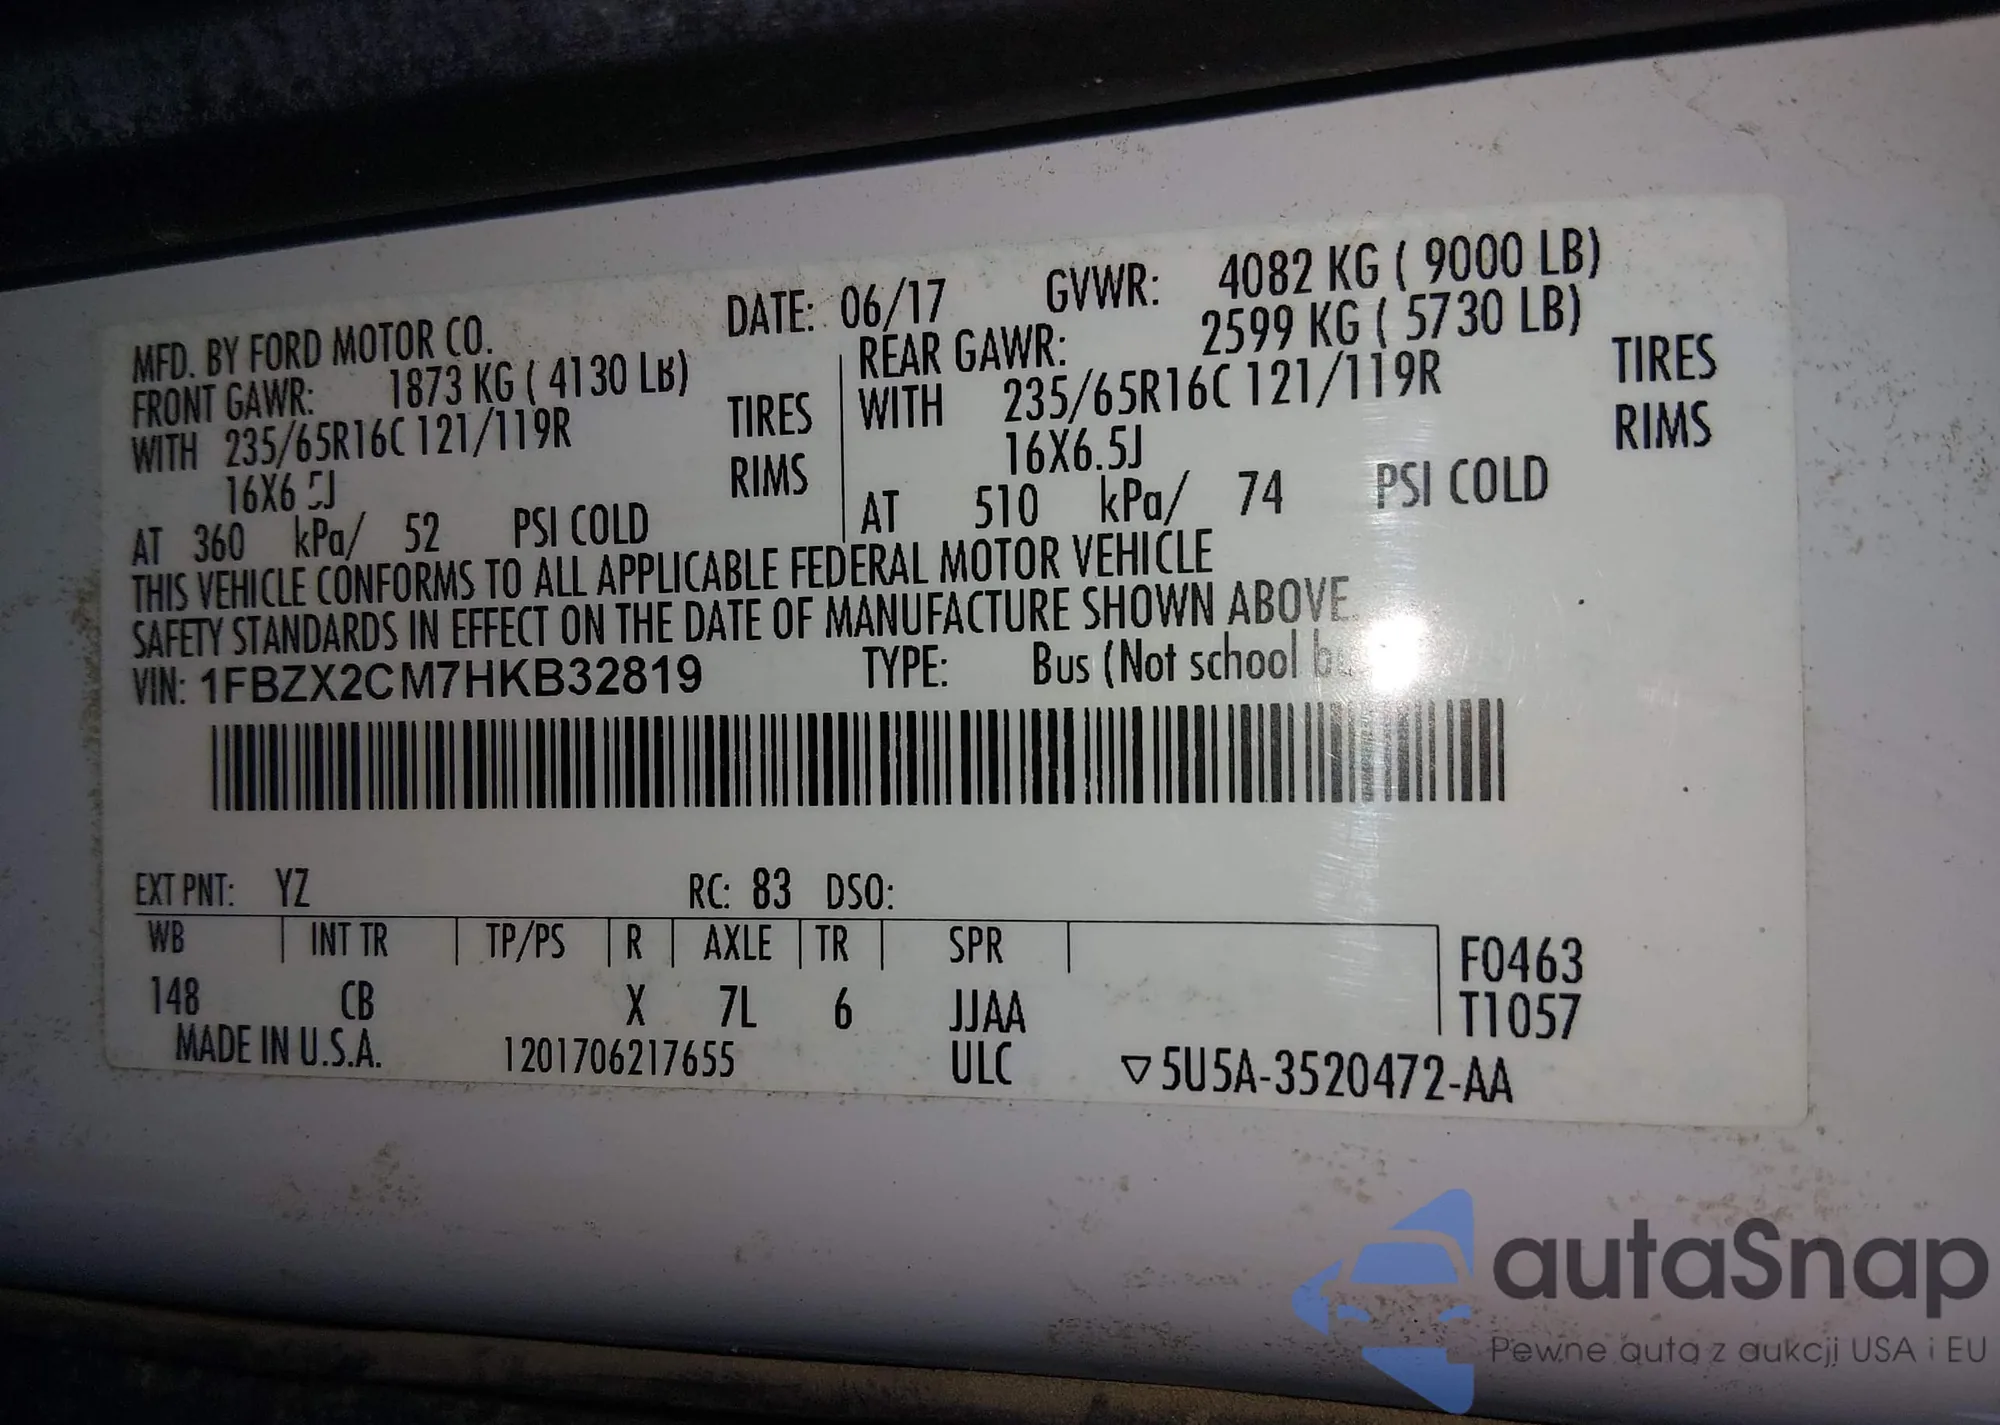 MFD. BY FORD MOTOR CO. DATE: 06/17 GVWR: 4082 KG ( 9000 LB)
FRONT GAWR: 1873 KG ( 4130 LB) REAR GAWR: 2599 KG ( 5730 LB)
WITH 235/65R16C 121/119R TIRES WITH 235/65R16C 121/119R TIRES
16X6.5J RIMS 16X6.5J RIMS
AT 360 kPa/ 52 PSI COLD AT 510 kPa/ 74 PSI COLD
THIS VEHICLE CONFORMS TO ALL APPLICABLE FEDERAL MOTOR VEHICLE
SAFETY STANDARDS IN EFFECT ON THE DATE OF MANUFACTURE SHOWN ABOVE.
VIN: 1FBZX2CM7HKB32819 TYPE: Bus (Not school
EXT PNT: YZ RC: 83 DSO:
WB INT TR TP/PS R AXLE TR SPR F0463
148 CB X 7L 6 JJAA T1057
MADE IN U.S.A. 1201706217655 ULC ▽5U5A-3520472-AA
autaSnap
Pewne auta z aukcji USA i EU